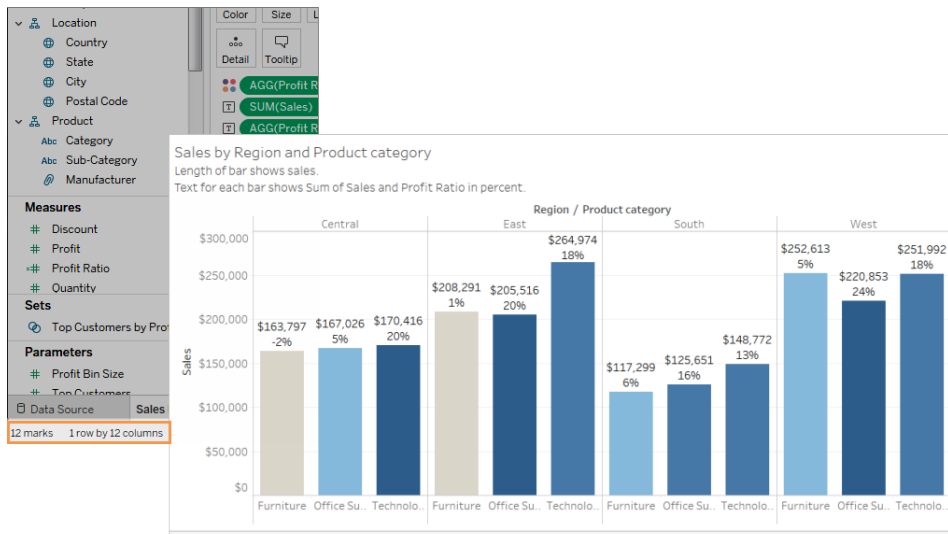 Color Size L
Location
Country
State
City
Postal Code
Product
Abc Category
Abc Sub-Category
Manufacturer
Measures
Discount
Profit
Profit Ratio
Quantity
Sets
Top Customers by Prof
Parameters
Profit Bin Size
Top Customers
Data Source Sales
12 marks 1 row by 12 columns
Detail Tooltip
AGG(Profit R
T SUM(Sales)
T AGG(Profit R
Sales by Region and Product category
Length of bar shows sales.
Text for each bar shows Sum of Sales and Profit Ratio in percent.
Region / Product category
Central East South West
Sales
$300,000
$250,000
$200,000
$150,000
$100,000
$50,000
$0
$163,797
-2%
$167,026
5%
$170,416
20%
$208,291
1%
$205,516
20%
$264,974
18%
$117,299
6%
$125,651
16%
$148,772
13%
$252,613
5%
$220,853
24%
$251,992
18%
Furniture Office Su.. Technolo.. Furniture Office Su.. Technolo.. Furniture Office Su.. Technolo.. Furniture Office Su.. Technolo..